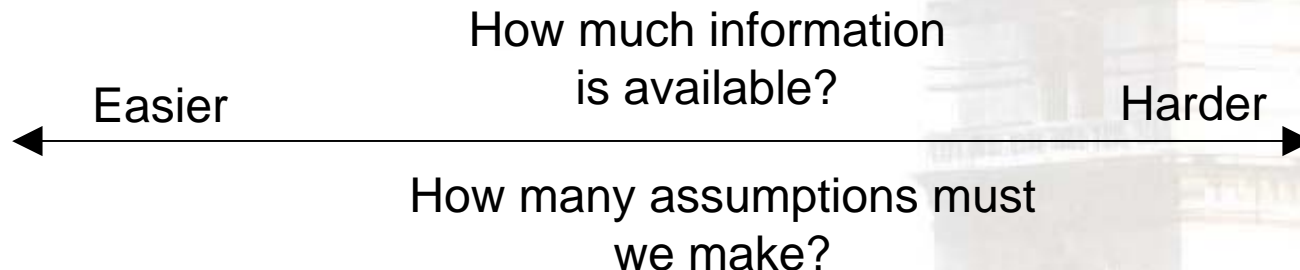 How much information
is available?
Easier
Harder
How many assumptions must
we make?